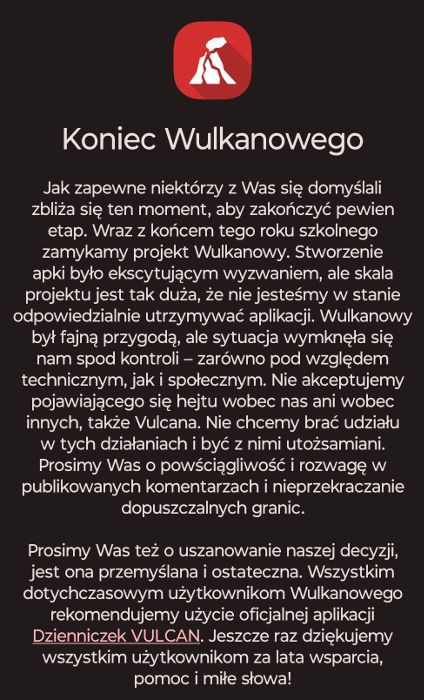 Koniec Wulkanowego
Jak zapewne niektórzy z Was się domyślali
zbliża się ten moment, aby zakończyć pewien
etap. Wraz z końcem tego roku szkolnego
zamykamy projekt Wulkanowy. Stworzenie
apki było ekscytującym wyzwaniem, ale skala
projektu jest tak duża, że nie jesteśmy w stanie
odpowiedzialnie utrzymywać aplikacji. Wulkanowy
był fajną przygodą, ale sytuacja wymknęła się
nam spod kontroli – zarówno pod względem
technicznym, jak i społecznym. Nie akceptujemy
pojawiającego się hejtu wobec nas ani wobec
innych, także Vulcana. Nie chcemy brać udziału
w tych działaniach i być z nimi utożsamiani.
Prosimy Was o powściągliwość i rozwagę w
publikowanych komentarzach i nieprzekraczanie
dopuszczalnych granic.
Prosimy Was też o uszanowanie naszej decyzji,
jest ona przemyślana i ostateczna. Wszystkim
dotychczasowym użytkownikom Wulkanowego
rekomendujemy użycie oficjalnej aplikacji
Dzienniczek VULCAN. Jeszcze raz dziękujemy
wszystkim użytkownikom za lata wsparcia,
pomoc i miłe słowa!